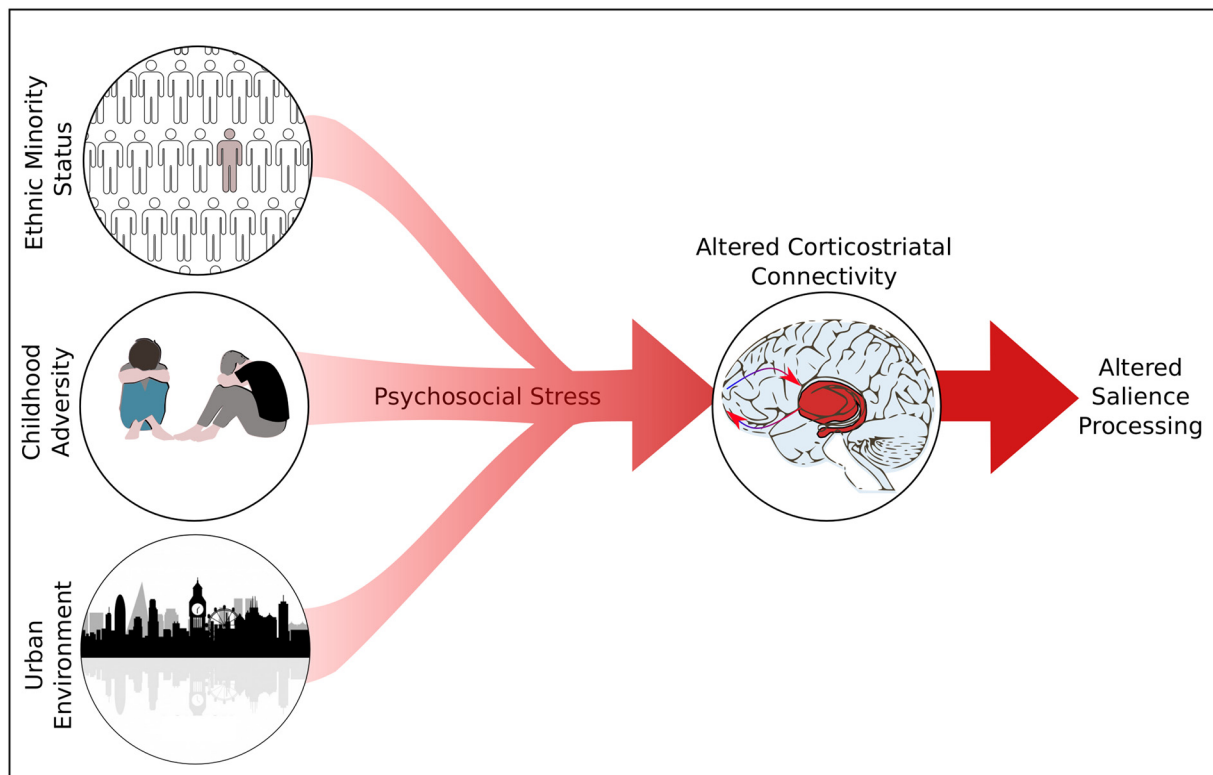 Ethnic Minority
Status
Childhood
Adversity
Urban
Environment
Psychosocial Stress
Altered Corticostriatal
Connectivity
Altered
Salience
Processing